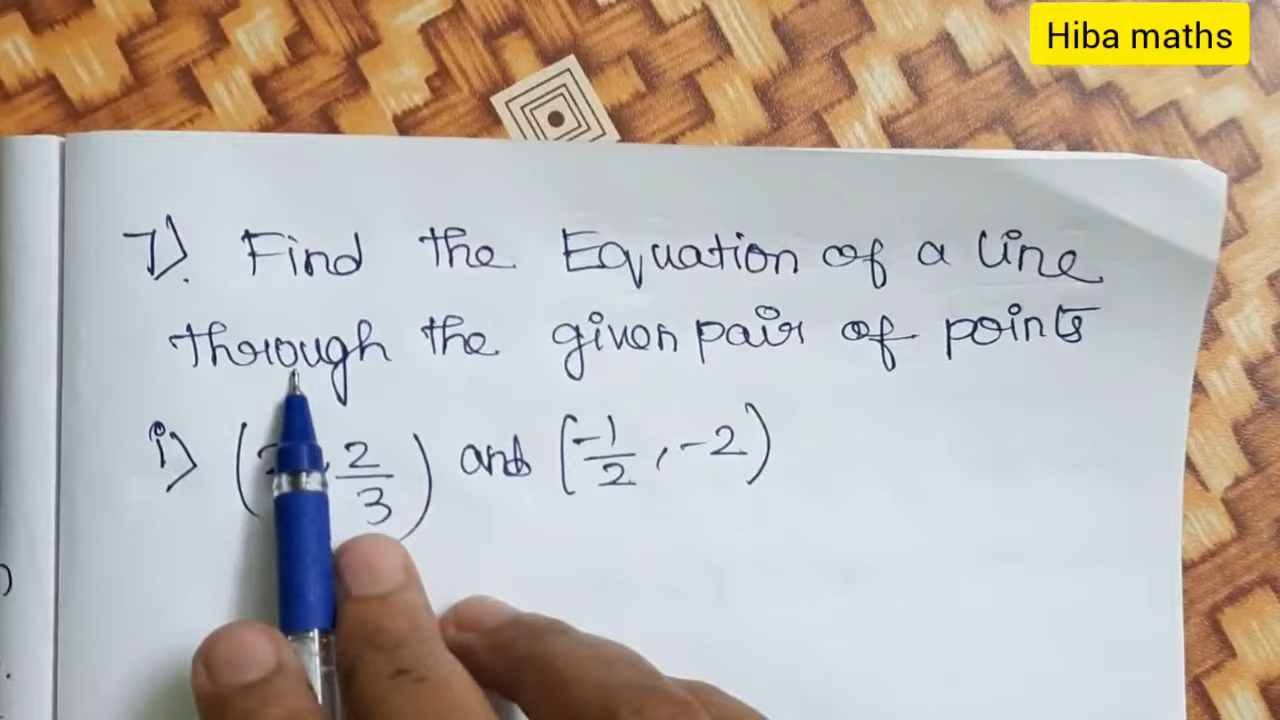 Hiba maths
7). Find the Equation of a line
through the given pair of points
i) ( , 2/3) and (-1/2, -2)